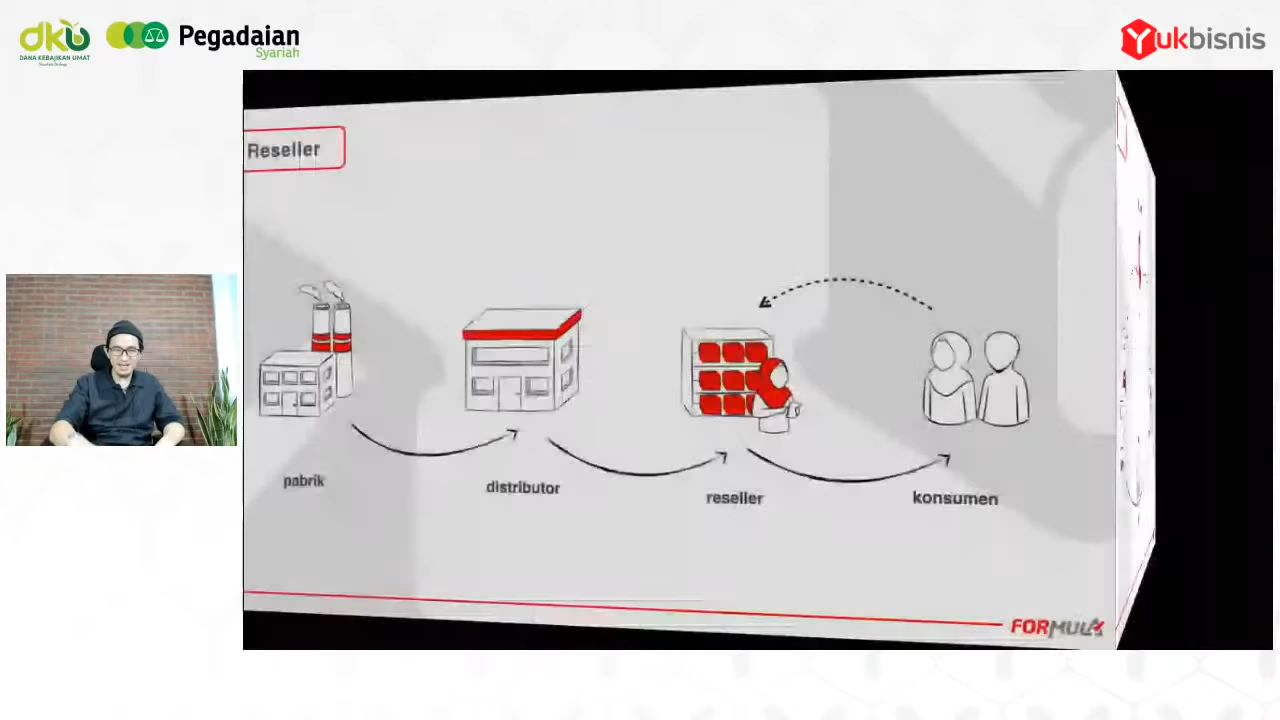 dku
DANA KEBAJIKAN UMAT
Pegadaian
Syariah
Yukbisnis
Reseller
pabrik
distributor
reseller
konsumen
FORMULA